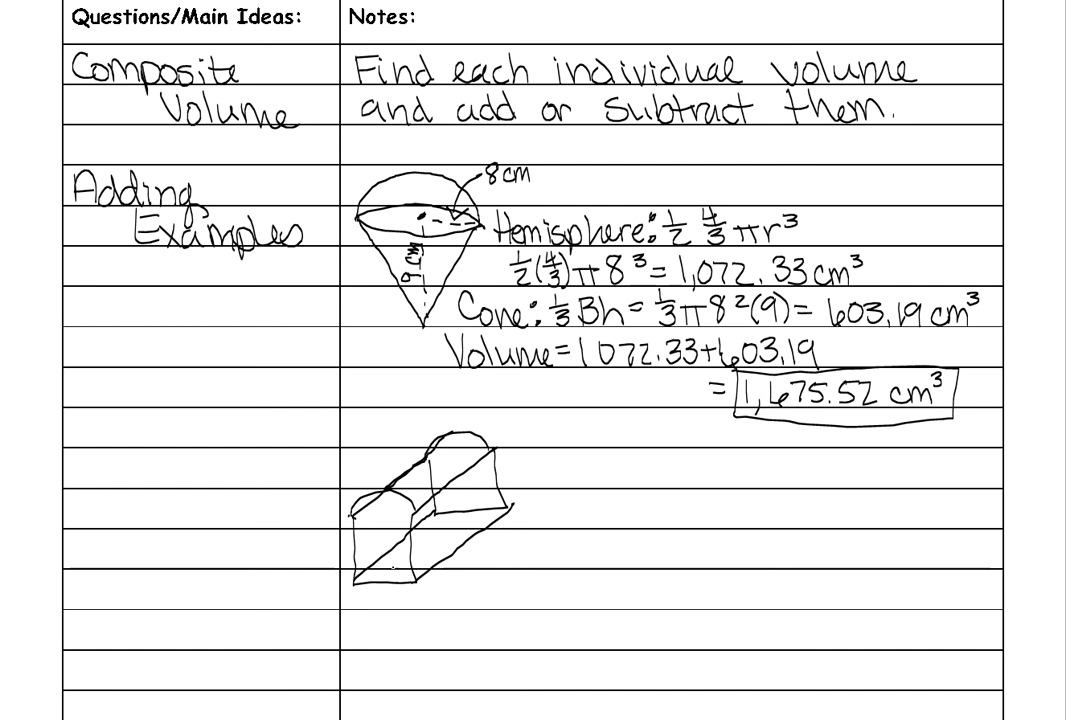 Questions/Main Ideas:
Notes:
Composite
Volume
Find each individual volume
and add or subtract them.
Adding
Examples
8 cm
9 cm
Hemisphere: 1/2 4/3 πr³
1/2(4/3)π8³ = 1,072.33 cm³
Cone: 1/3Bh = 1/3π8²(9) = 603.19 cm³
Volume = 1072.33+603.19
= 1,675.52 cm³